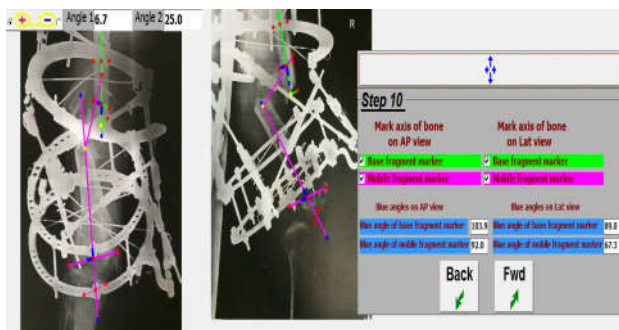 Angle 1 6.7 Angle 2 25.0
R
Step 10
Mark axis of bone on AP view
Mark axis of bone on Lat view
Base fragment marker
Base fragment marker
Mobile fragment marker
Mobile fragment marker
Blue angles on AP view
Blue angles on Lat view
Blue angle of base fragment marker 103.9
Blue angle of base fragment marker 89.0
Blue angle of mobile fragment marker 92.0
Blue angle of mobile fragment marker 67.3
Back
Fwd